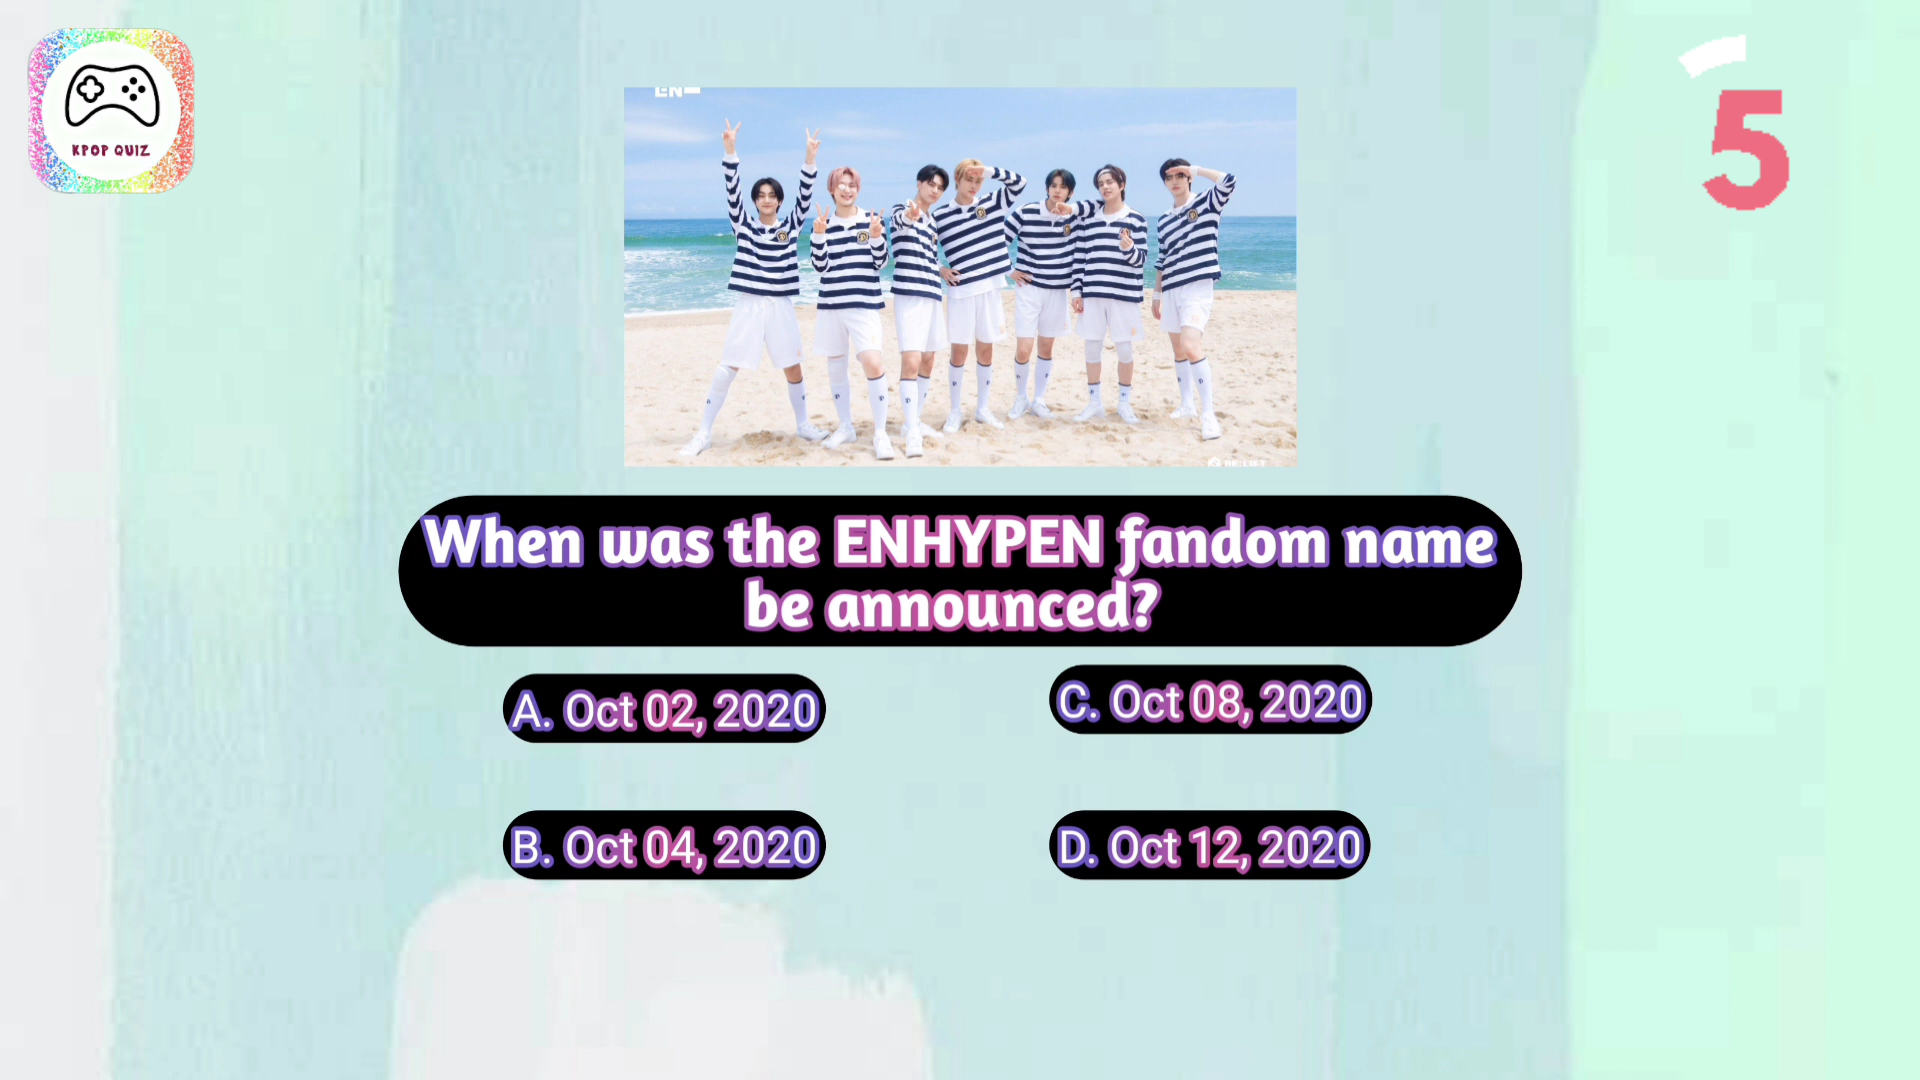 KPOP QUIZ
5
EN-
When was the ENHYPEN fandom name
be announced?
A. Oct 02, 2020
C. Oct 08, 2020
B. Oct 04, 2020
D. Oct 12, 2020